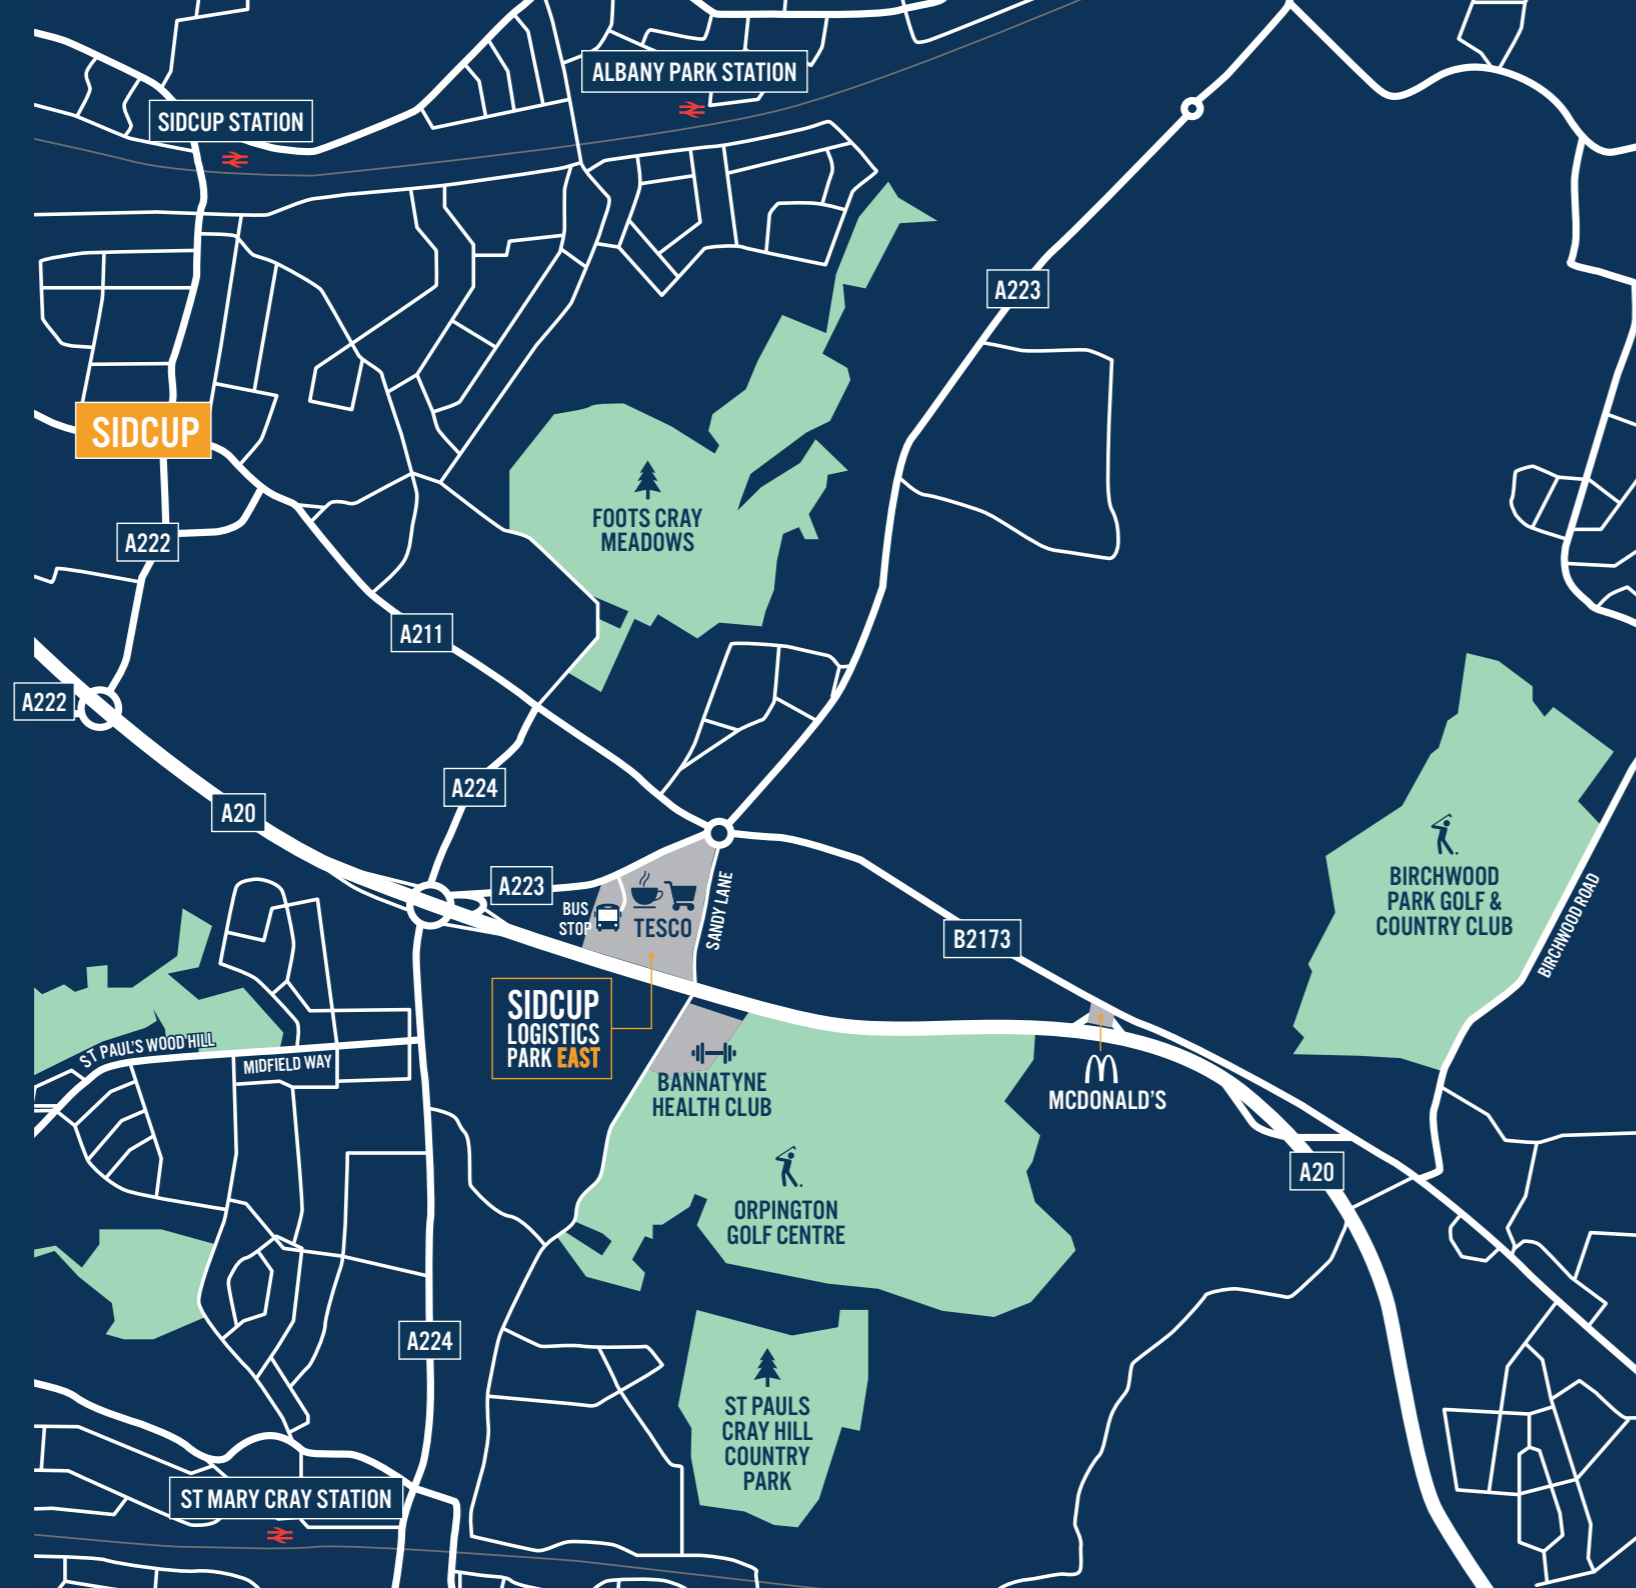 ALBANY PARK STATION
SIDCUP STATION
A223
SIDCUP
FOOTS CRAY
MEADOWS
A222
A211
A222
A224
A20
A223
BUS
STOP
TESCO
SANDY LANE
B2173
BIRCHWOOD
PARK GOLF &
COUNTRY CLUB
BIRCHWOOD ROAD
SIDCUP
LOGISTICS
PARK EAST
ST PAUL'S WOOD HILL
MIDFIELD WAY
BANNATYNE
HEALTH CLUB
MCDONALD'S
A20
ORPINGTON
GOLF CENTRE
A224
ST PAULS
CRAY HILL
COUNTRY
PARK
ST MARY CRAY STATION